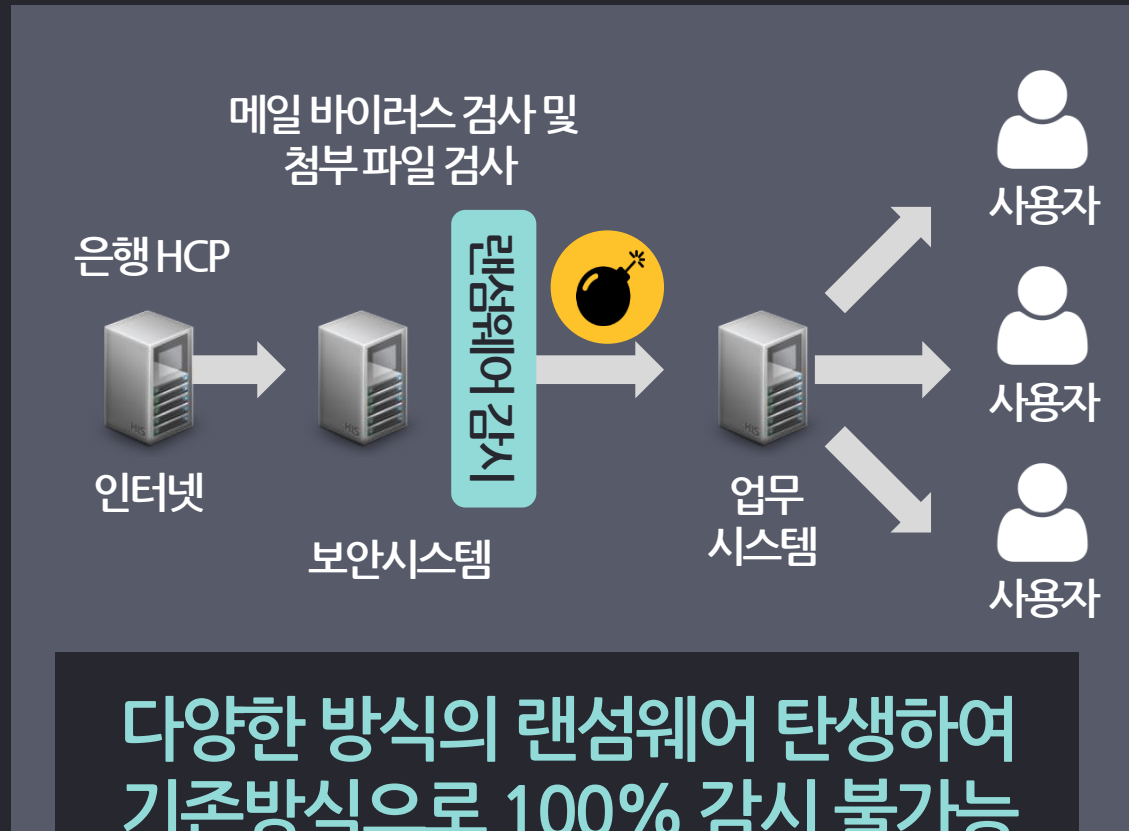 메일 바이러스 검사 및
첨부 파일 검사
은행 HCP
랜섬웨어 감시
인터넷
보안시스템
업무
시스템
사용자
사용자
사용자
HIS
HIS
HIS
다양한 방식의 랜섬웨어 탄생하여
기존방식으로 100% 감시 불가능